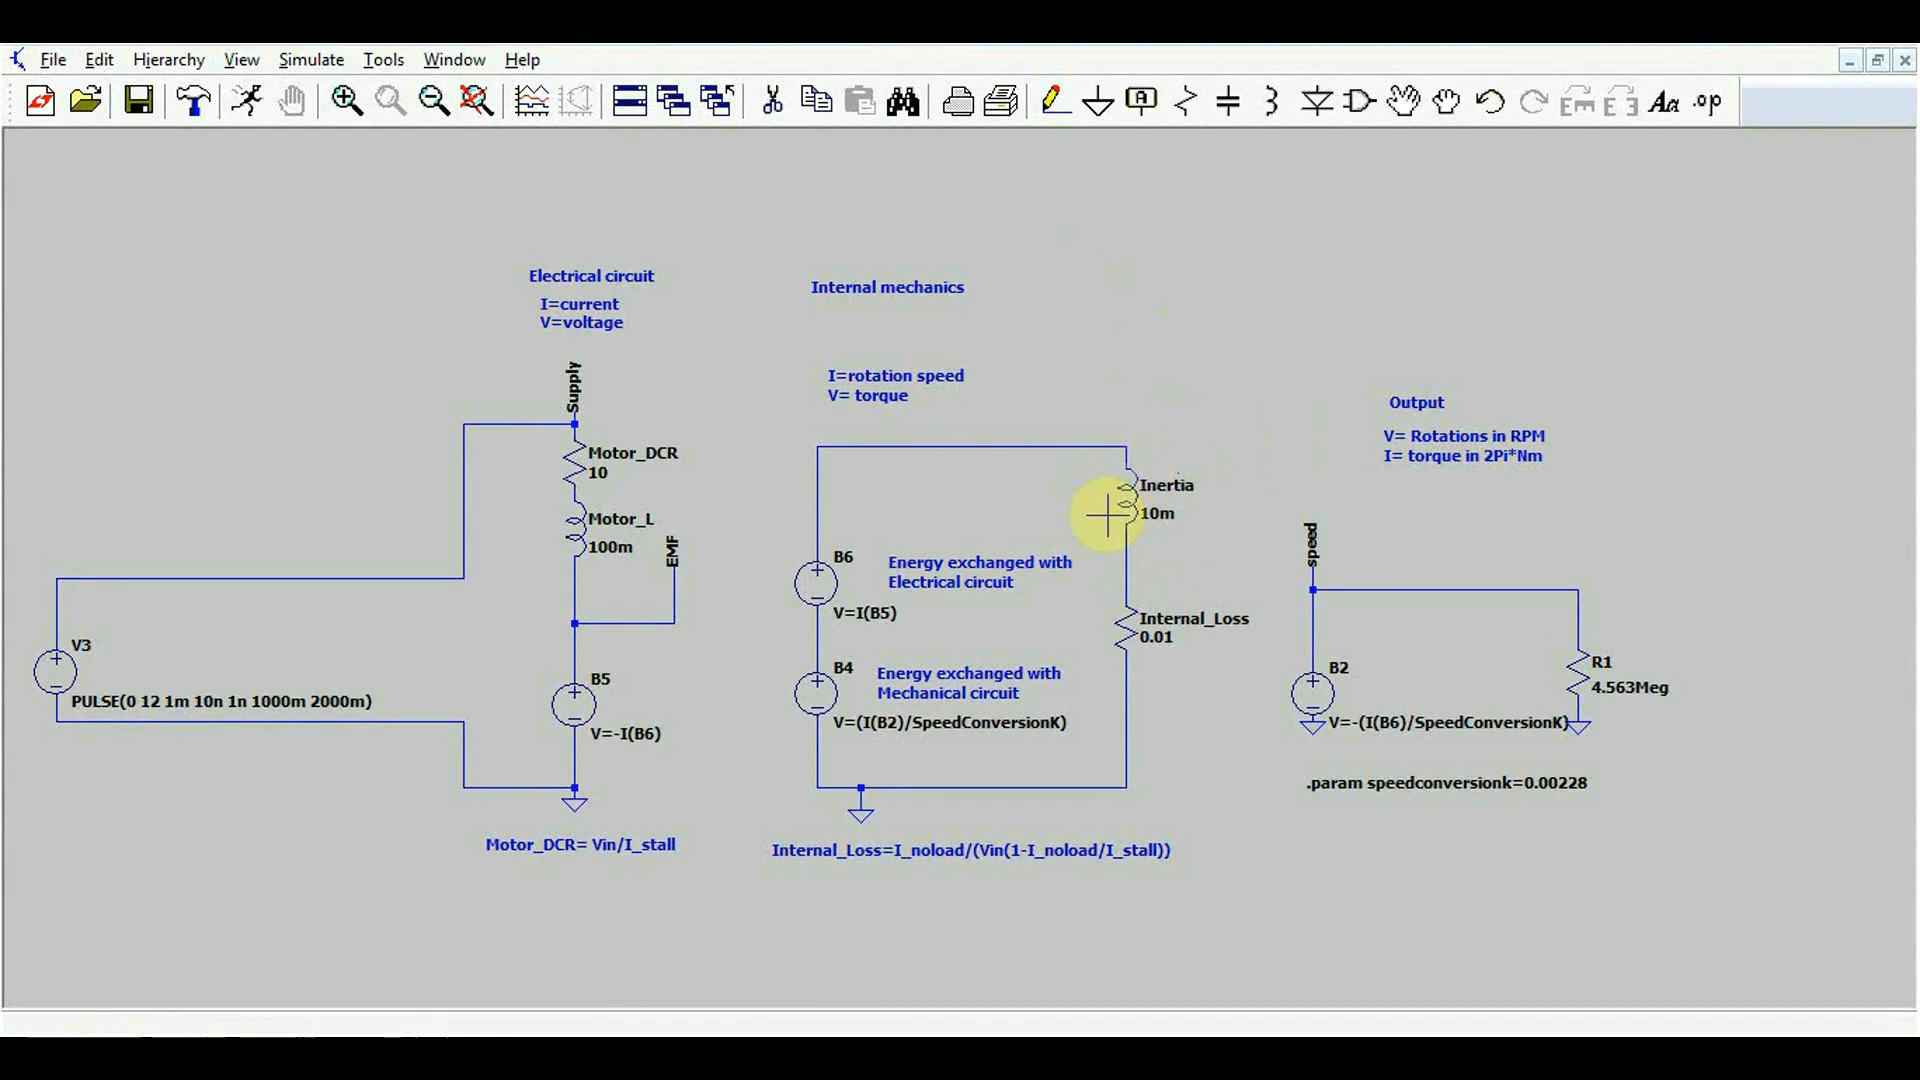 File Edit Hierarchy View Simulate Tools Window Help
A Aa .op
Electrical circuit
I=current
V=voltage
Supply
Motor_DCR
10
Motor_L
100m
EMF
V3
PULSE(0 12 1m 10n 1n 1000m 2000m)
B5
V=-I(B6)
Motor_DCR= Vin/I_stall
Internal mechanics
I=rotation speed
V= torque
Inertia
10m
B6
Energy exchanged with
Electrical circuit
V=I(B5)
Internal_Loss
0.01
B4
Energy exchanged with
Mechanical circuit
V=(I(B2)/SpeedConversionK)
Internal_Loss=I_noload/(Vin(1-I_noload/I_stall))
Output
V= Rotations in RPM
I= torque in 2Pi*Nm
speed
B2
V=-(I(B6)/SpeedConversionK)
R1
4.563Meg
.param speedconversionk=0.00228